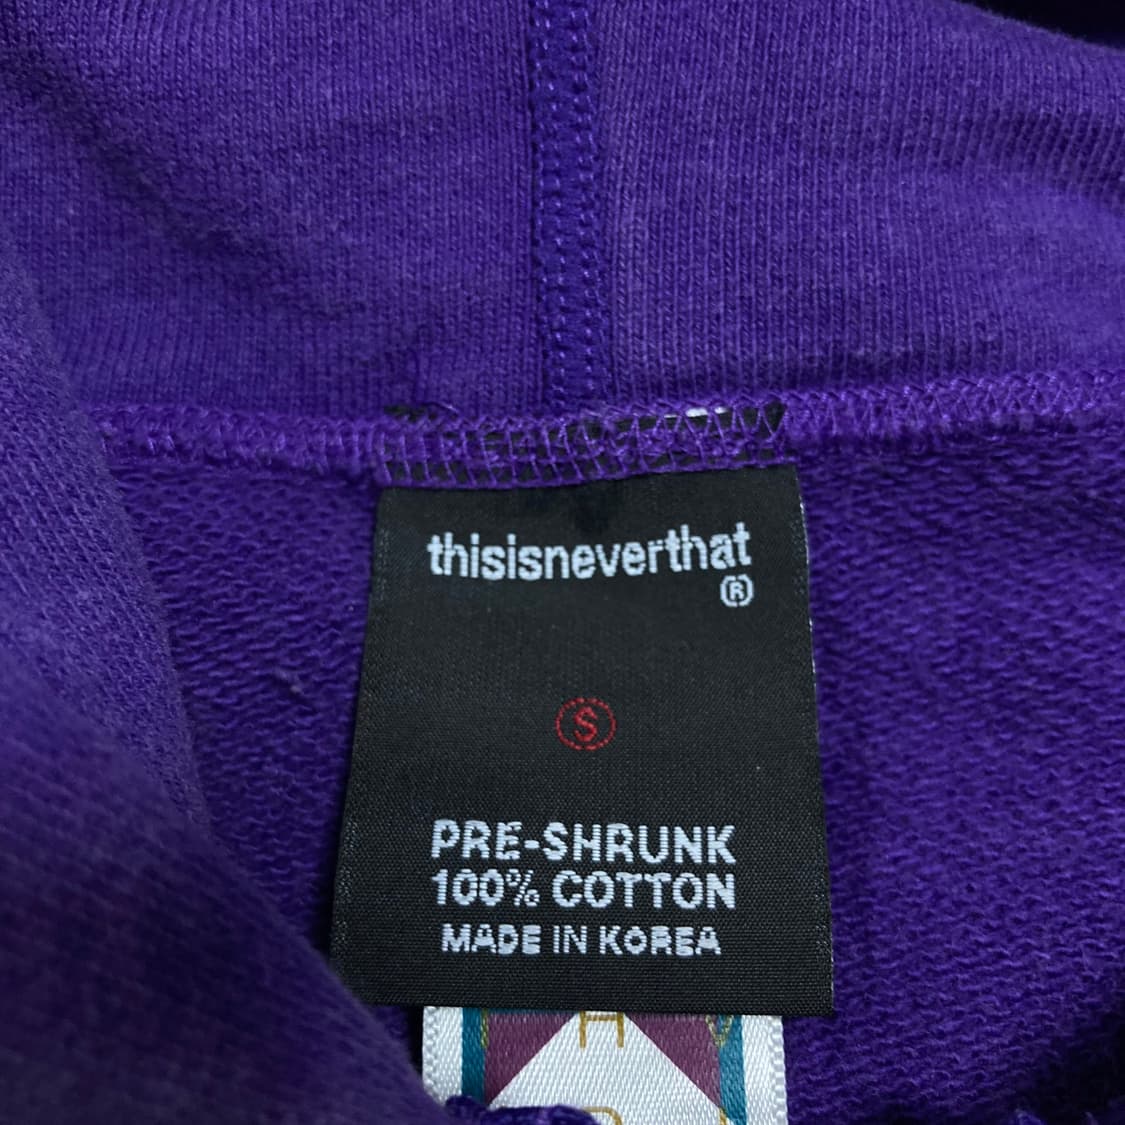 thisisneverthat
®
S
PRE-SHRUNK
100% COTTON
MADE IN KOREA
H